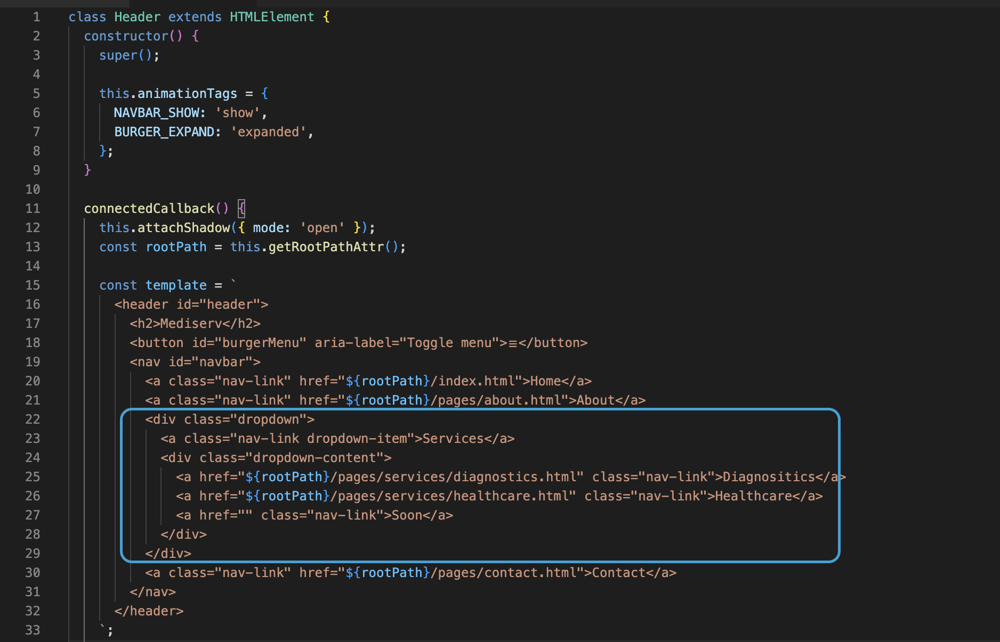 1 class Header extends HTMLElement {
2 constructor() {
3 super();
4
5 this.animationTags = {
6 NAVBAR_SHOW: 'show',
7 BURGER_EXPAND: 'expanded',
8 };
9 }
10
11 connectedCallback() {
12 this.attachShadow({ mode: 'open' });
13 const rootPath = this.getRootPathAttr();
14
15 const template = `
16 <header id="header">
17 <h2>Mediserv</h2>
18 <button id="burgerMenu" aria-label="Toggle menu">≡</button>
19 <nav id="navbar">
20 <a class="nav-link" href="${rootPath}/index.html">Home</a>
21 <a class="nav-link" href="${rootPath}/pages/about.html">About</a>
22 <div class="dropdown">
23 <a class="nav-link dropdown-item">Services</a>
24 <div class="dropdown-content">
25 <a href="${rootPath}/pages/services/diagnostics.html" class="nav-link">Diagnositics</a>
26 <a href="${rootPath}/pages/services/healthcare.html" class="nav-link">Healthcare</a>
27 <a href="" class="nav-link">Soon</a>
28 </div>
29 </div>
30 <a class="nav-link" href="${rootPath}/pages/contact.html">Contact</a>
31 </nav>
32 </header>
33 `;